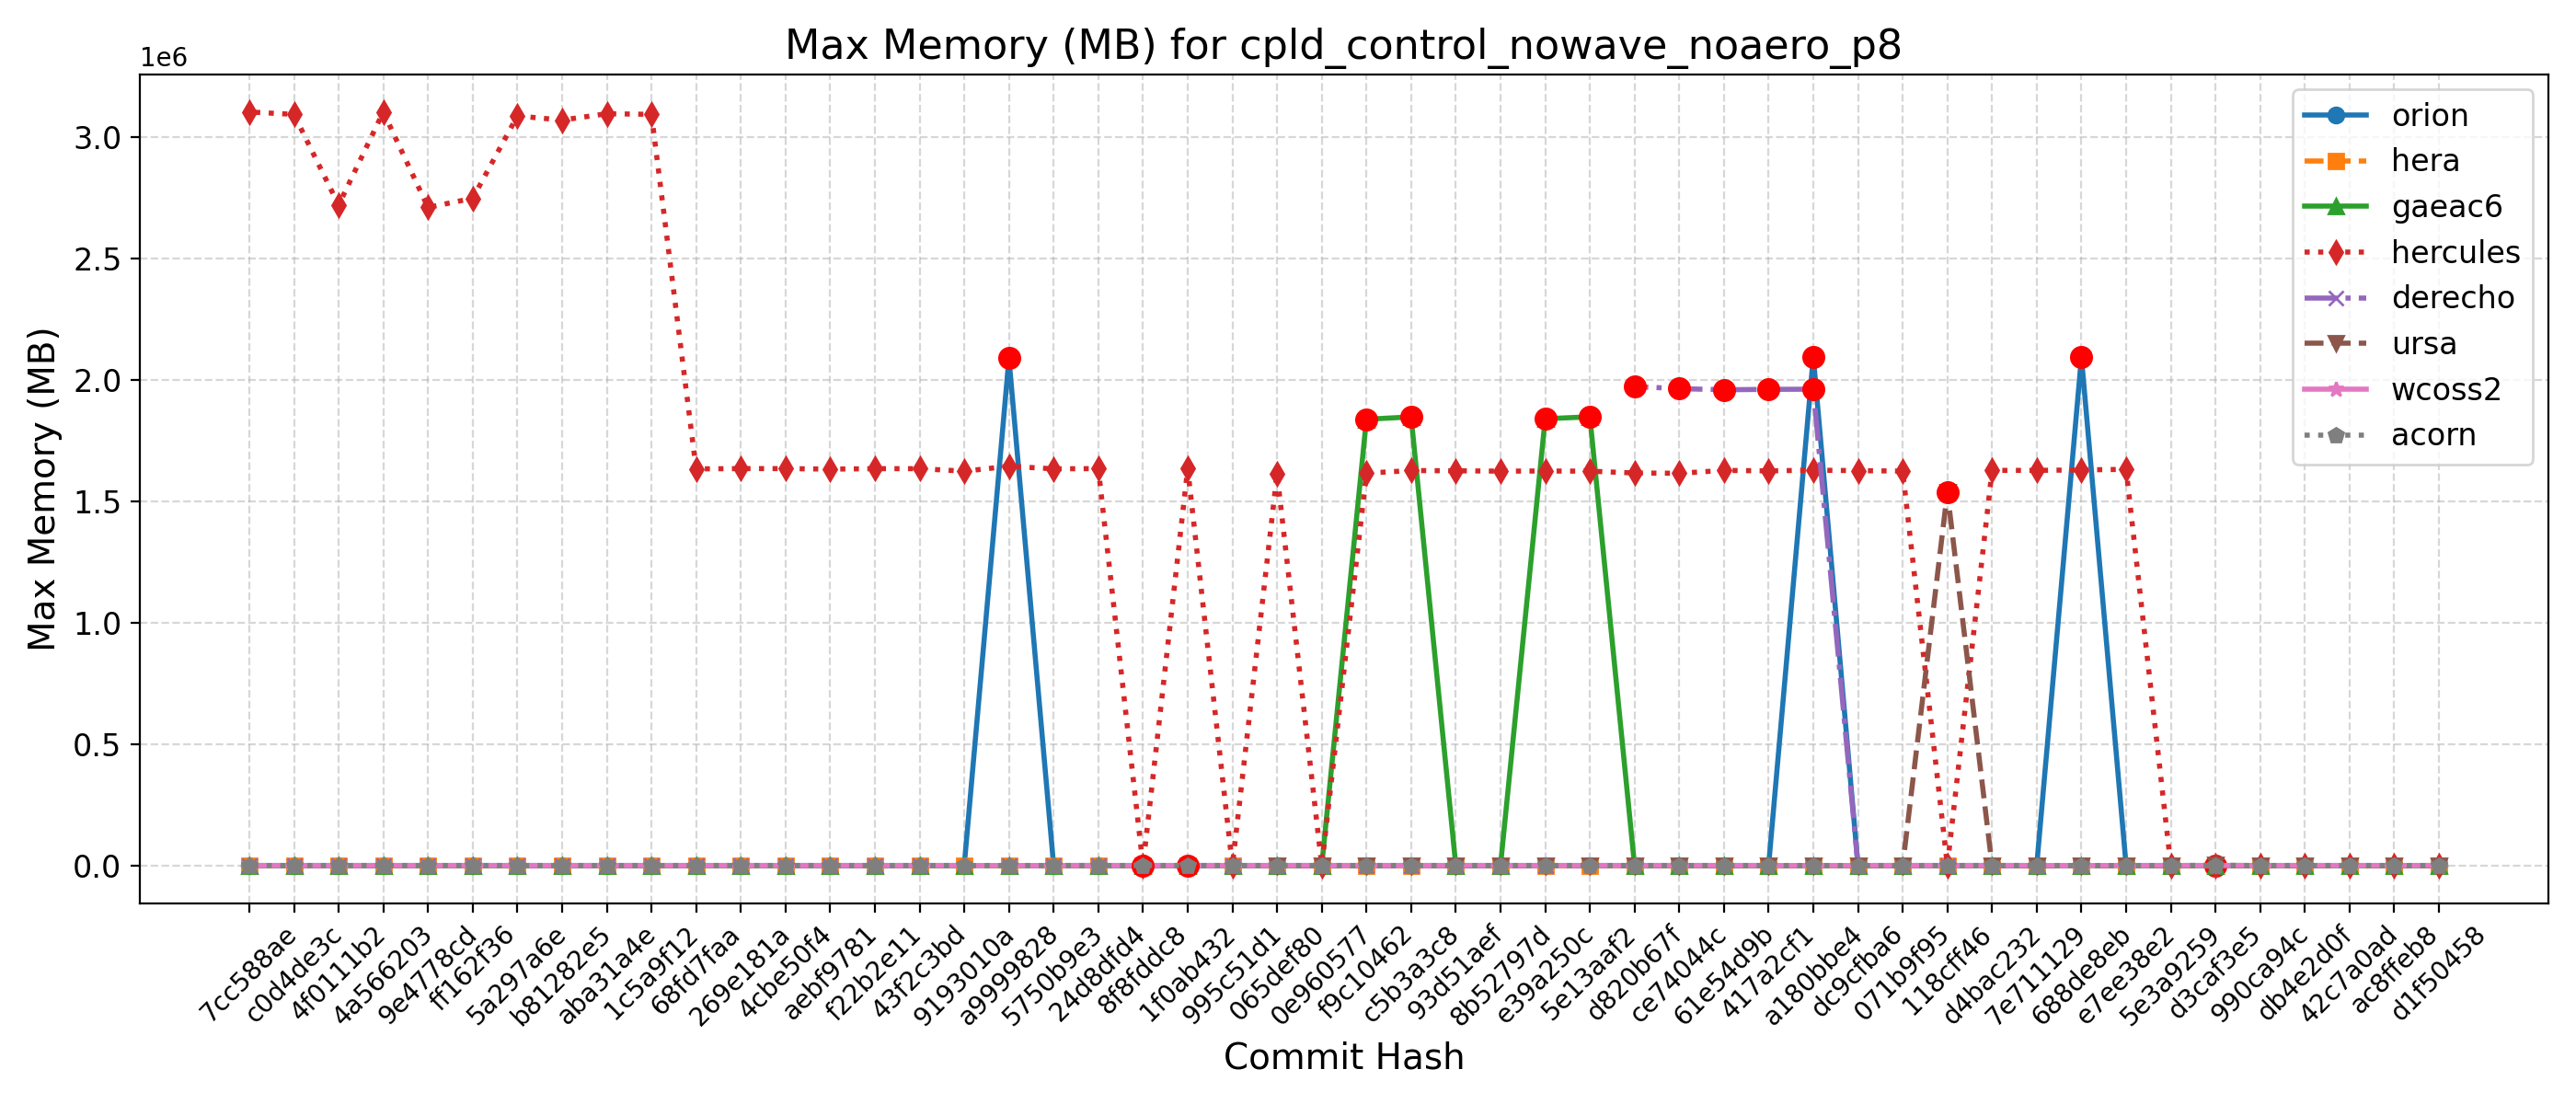 Max Memory (MB) for cpld_control_nowave_noaero_p8
1e6
3.0
2.5
2.0
1.5
1.0
0.5
0.0
Max Memory (MB)
orion
hera
gaeac6
hercules
derecho
ursa
wcoss2
acorn
7cc588ae
c0d4de3c
4f0111b2
4a566203
9e4778cd
ff162f36
5a297a6e
b81282e5
aba31a4e
1c5a9f12
68fd7faa
269e181a
4cbe50f4
aebf9781
f22b2e11
43f2c3bd
9193010a
a9999828
5750b9e3
24d8dfd4
8f8fddc8
1f0ab432
995c51d1
065def80
0e960577
f9c10462
c5b3a3c8
93d51aef
8b52797d
e39a250c
5e13aaf2
d820b67f
ce74044c
61e54d9b
417a2cf1
a180bbe4
dc9cfba6
071b9f95
118cff46
d4bac232
7e711129
688de8eb
e7ee38e2
5e3a9259
d3caf3e5
990ca94c
db4e2d0f
42c7a0ad
ac8ffeb8
d1f50458
Commit Hash